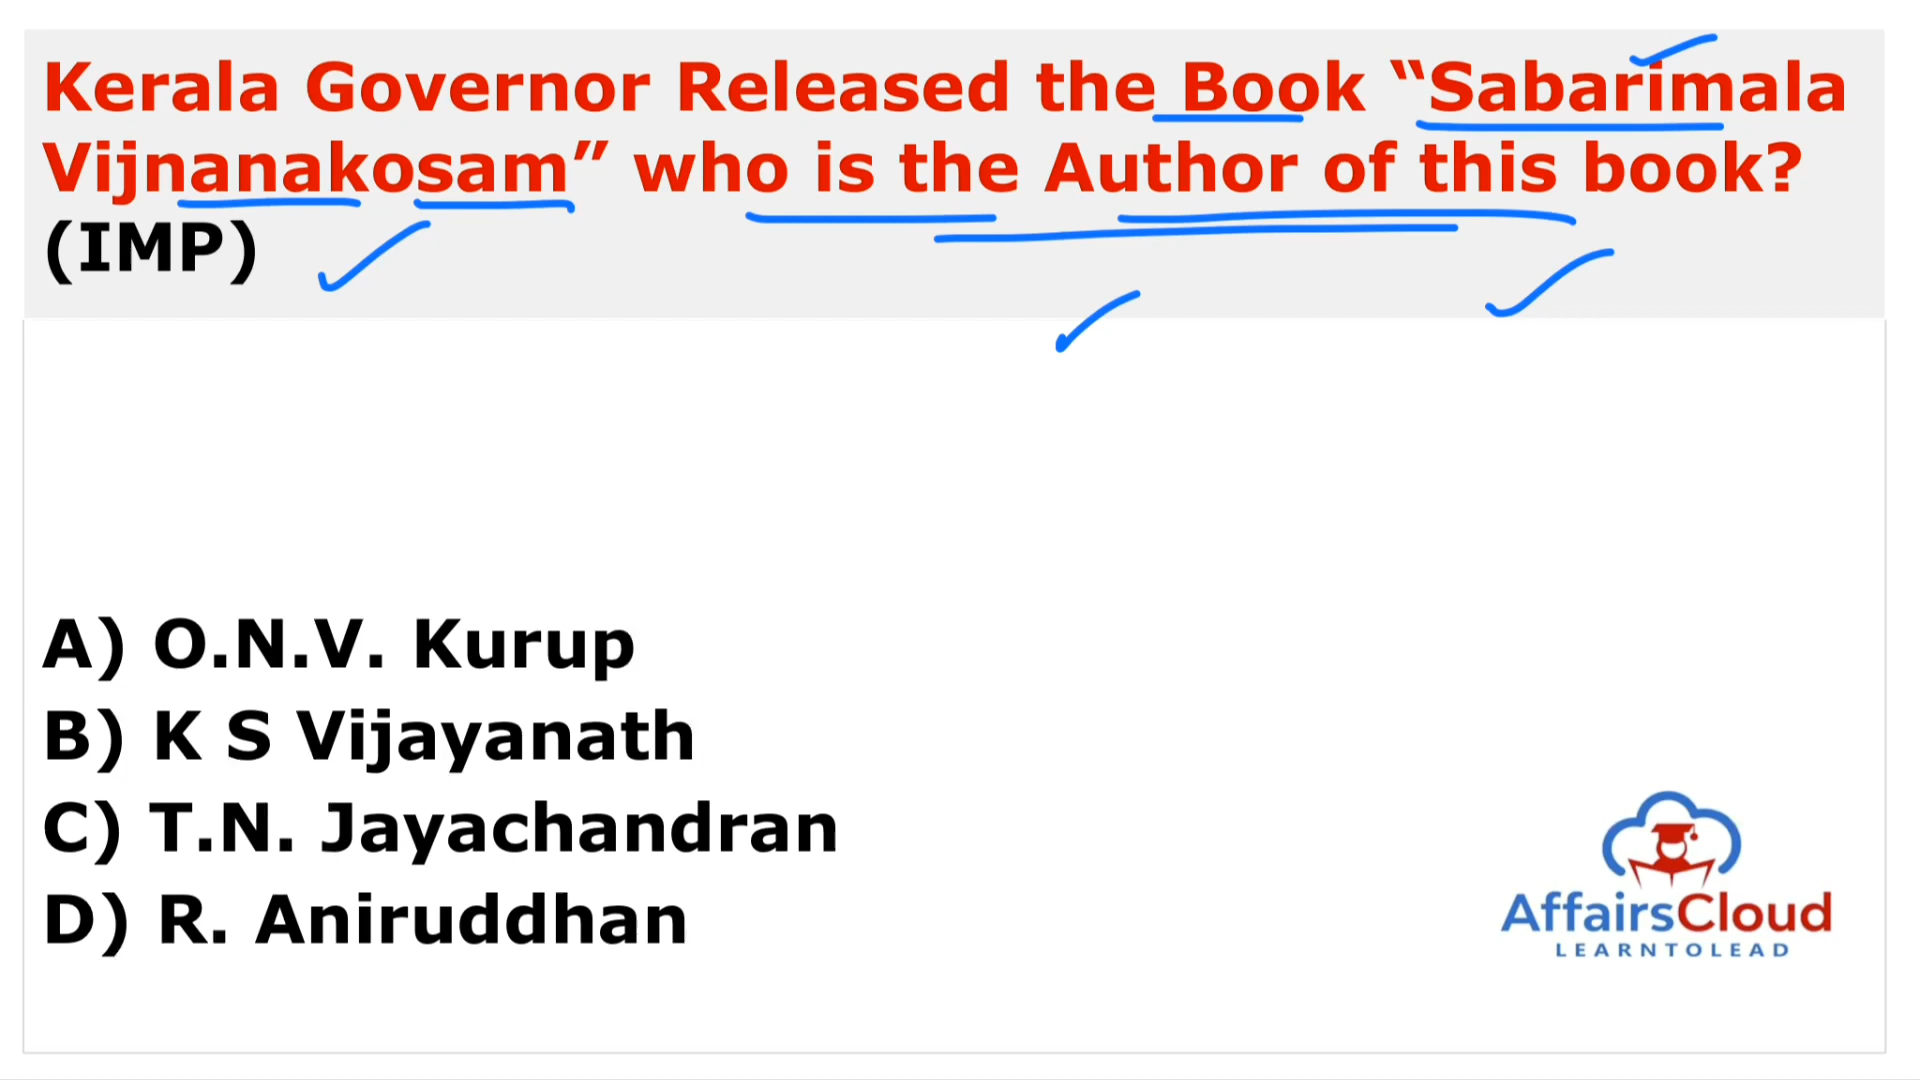 Kerala Governor Released the Book “Sabarimala
Vijnanakosam” who is the Author of this book?
(IMP)
A) O.N.V. Kurup
B) K S Vijayanath
C) T.N. Jayachandran
D) R. Aniruddhan
AffairsCloud
LEARNTOLEAD